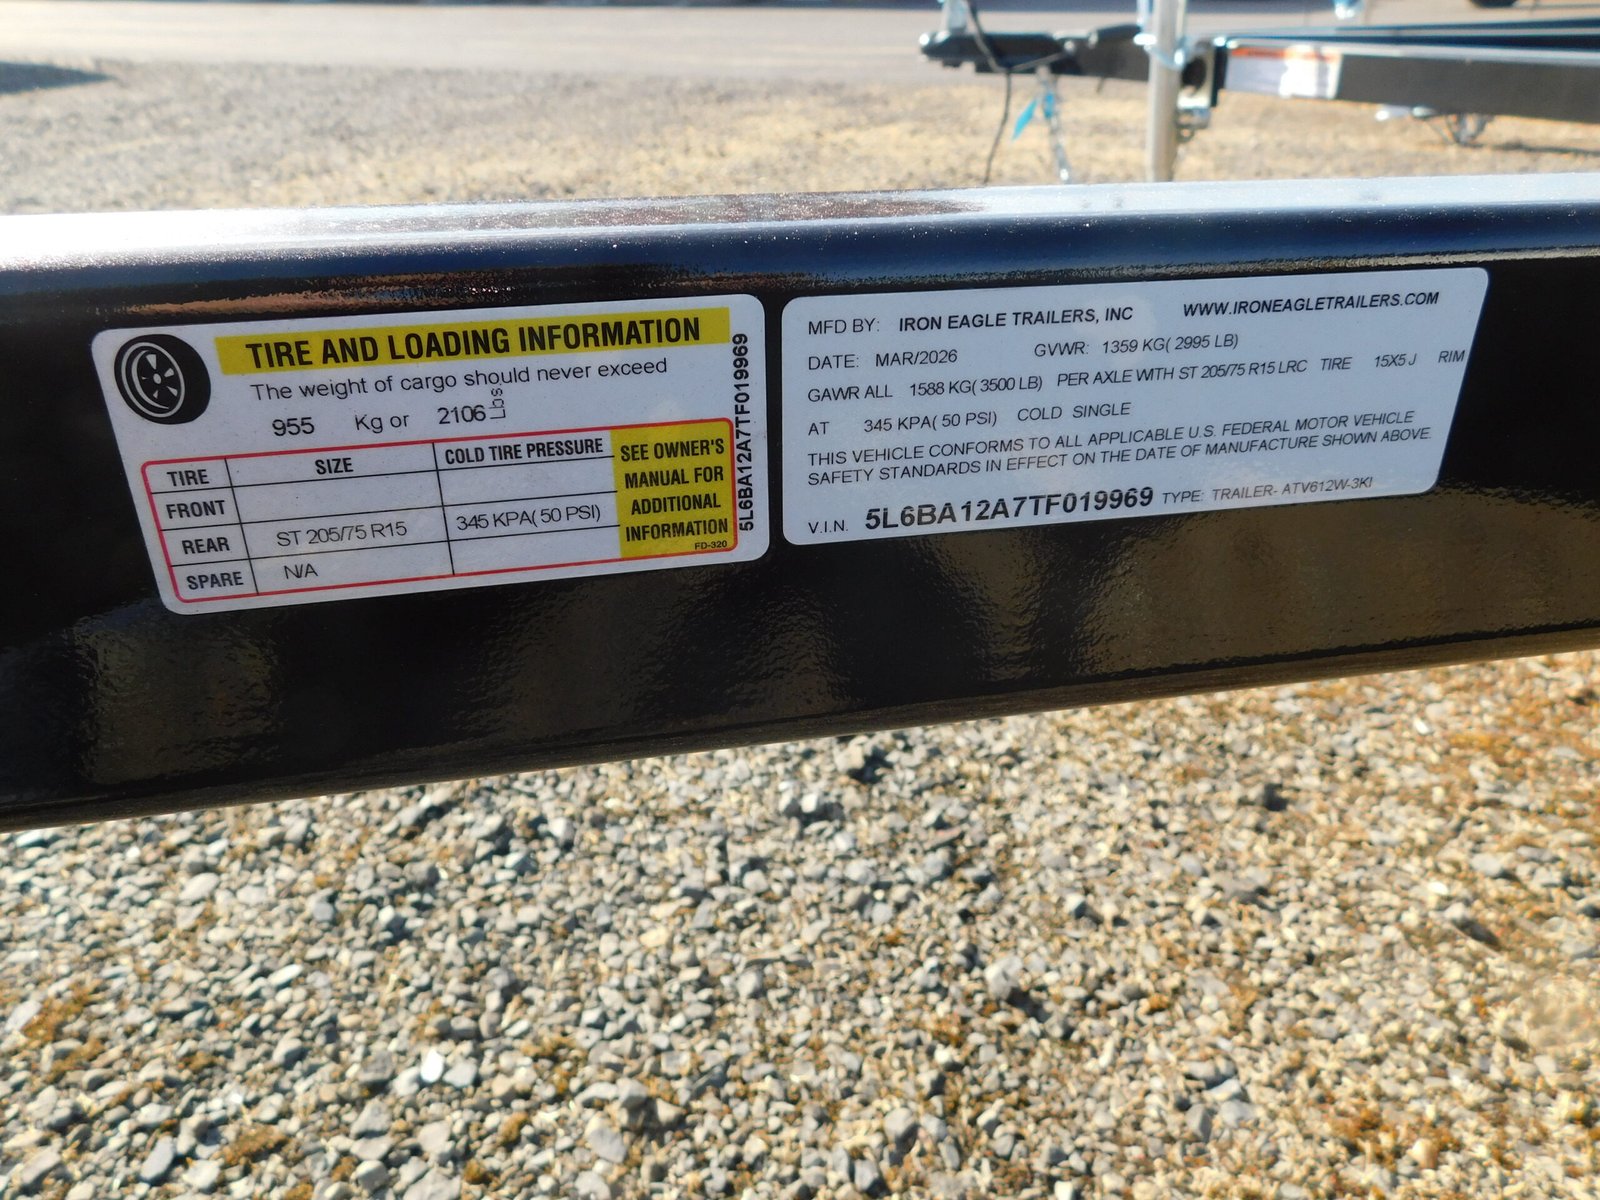 TIRE AND LOADING INFORMATION
The weight of cargo should never exceed
955 Kg or 2106 Lbs
TIRE SIZE COLD TIRE PRESSURE
FRONT
REAR ST 205/75 R15 345 KPA( 50 PSI)
SPARE N/A
SEE OWNER'S
MANUAL FOR
ADDITIONAL
INFORMATION
FD-320
5L6BA12A7TF019969
MFD BY: IRON EAGLE TRAILERS, INC WWW.IRONEAGLETRAILERS.COM
DATE: MAR/2026 GVWR: 1359 KG( 2995 LB)
GAWR ALL 1588 KG( 3500 LB) PER AXLE WITH ST 205/75 R15 LRC TIRE 15X5 J RIM
AT 345 KPA( 50 PSI) COLD SINGLE
THIS VEHICLE CONFORMS TO ALL APPLICABLE U.S. FEDERAL MOTOR VEHICLE
SAFETY STANDARDS IN EFFECT ON THE DATE OF MANUFACTURE SHOWN ABOVE.
V.I.N. 5L6BA12A7TF019969 TYPE: TRAILER- ATV612W-3KI